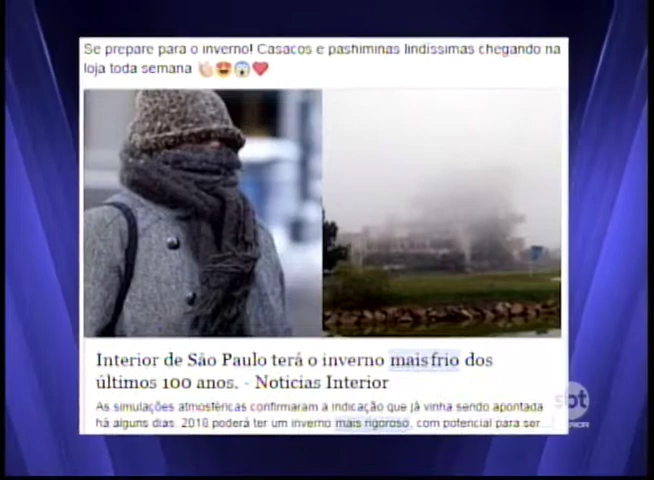 Se prepare para o inverno! Casacos e pashiminas lindissimas chegando na
loja toda semana 👏🏻😍😱❤️
Interior de São Paulo terá o inverno mais frio dos
últimos 100 anos. - Noticias Interior
As simulações atmosféricas confirmaram a indicação que já vinha sendo apontada
há alguns dias. 2018 poderá ter um inverno mais rigoroso, com potencial para ser...
sbt